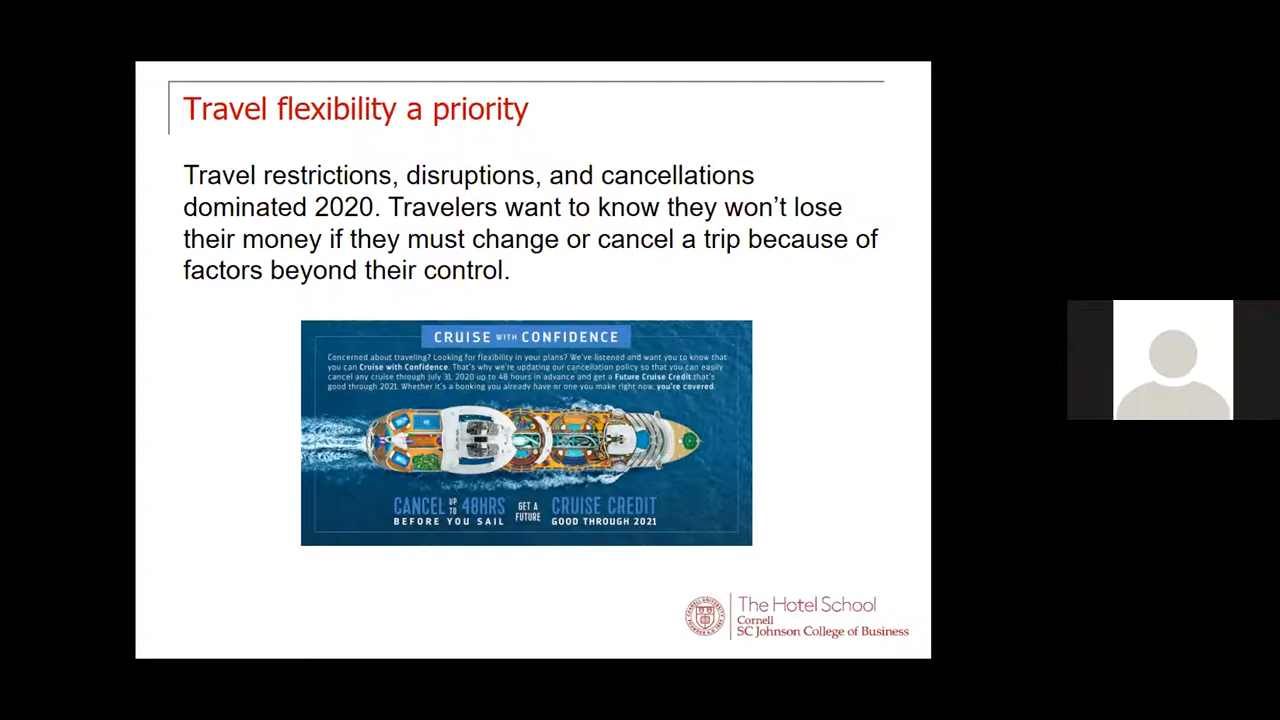 Travel flexibility a priority
Travel restrictions, disruptions, and cancellations
dominated 2020. Travelers want to know they won’t lose
their money if they must change or cancel a trip because of
factors beyond their control.
CRUISE WITH CONFIDENCE
Concerned about traveling? Looking for flexibility in your plans? We've listened and want you to know that
you can Cruise with Confidence. That's why we're updating our cancellation policy so that you can easily
cancel any cruise through July 31, 2020 up to 48 hours in advance and get a Future Cruise Credit that's
good through 2021. Whether it's a booking you already have or one you make right now, you're covered.
CANCEL UP TO 48HRS
BEFORE YOU SAIL
GET A
FUTURE
CRUISE CREDIT
GOOD THROUGH 2021
The Hotel School
Cornell
SC Johnson College of Business